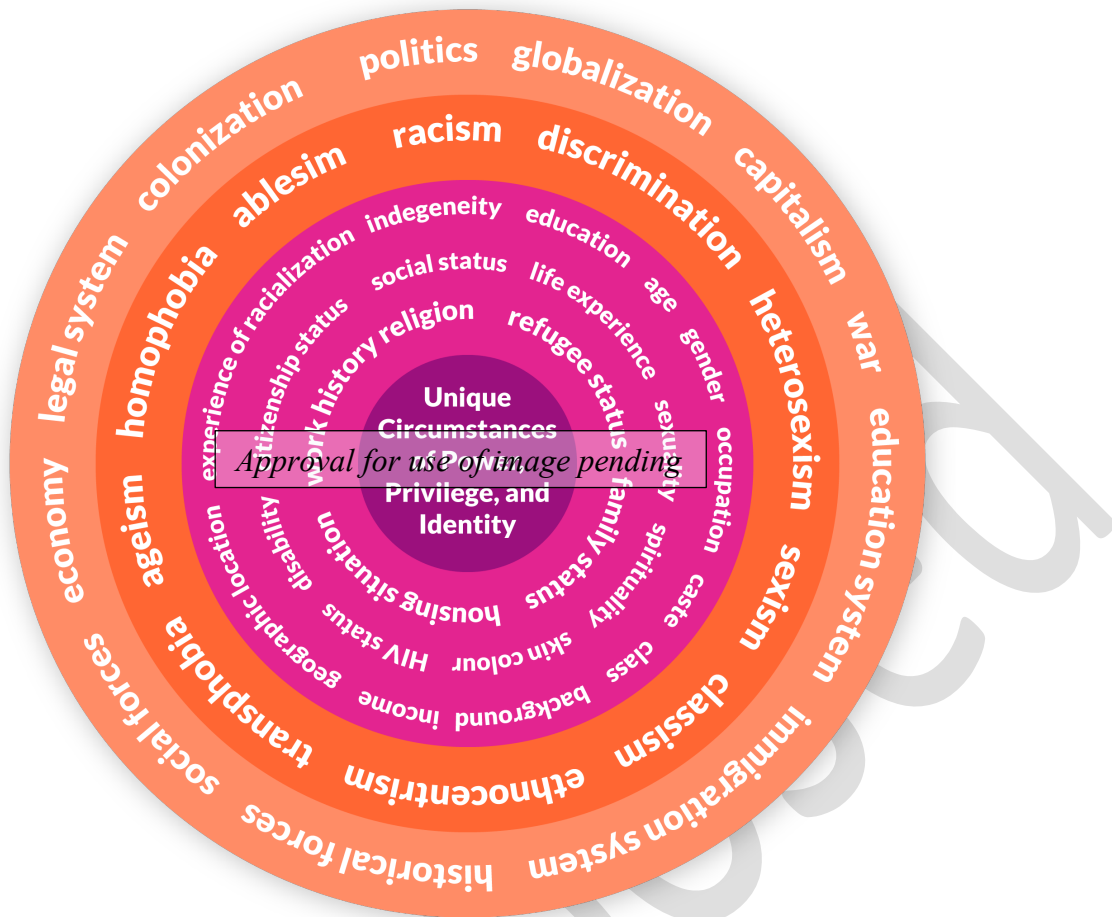 politics
globalization
capitalism
war
education system
immigration system
historical forces
social forces
economy
legal system
colonization
racism
discrimination
heterosexism
sexism
classism
ethnocentrism
transphobia
ageism
homophobia
ablesim
indegeneity
education
age
gender
occupation
caste
class
background
income
geographic location
experience of racialization
social status
life experience
sexuality
spirituality
skin colour
HIV status
disability
citizenship status
religion
refugee status
family status
housing situation
work history
Unique
Circumstances
of Power,
Privilege, and
Identity
Approval for use of image pending